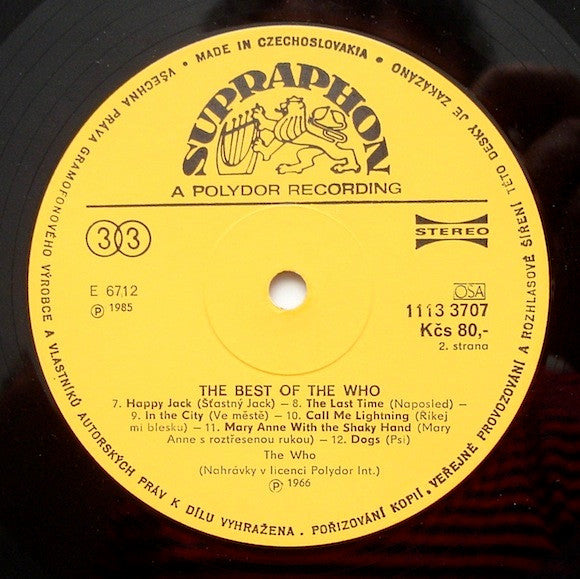 • MADE IN CZECHOSLOVAKIA •
VŠECHNA PRÁVA GRAMOFONOVÉHO VÝROBCE A VLASTNÍKŮ AUTORSKÝCH PRÁV K DÍLU VYHRAŽENA. POŘIZOVÁNÍ KOPIÍ, VEŘEJNÉ PROVOZOVÁNÍ A ROZHLASOVÉ ŠÍŘENÍ TÉTO DESKY JE ZAKÁZÁNO
SUPRAPHON
A POLYDOR RECORDING
33
STEREO
E 6712
Ⓟ 1985
OSA
1113 3707
Kčs 80,-
2. strana
THE BEST OF THE WHO
7. Happy Jack (Šťastný Jack) – 8. The Last Time (Naposled) –
– 9. In the City (Ve městě) – 10. Call Me Lightning (Říkej
mi blesku) – 11. Mary Anne With the Shaky Hand (Mary
Anne s roztřesenou rukou) – 12. Dogs (Psi)
The Who
(Nahrávky v licenci Polydor Int.)
Ⓟ 1966